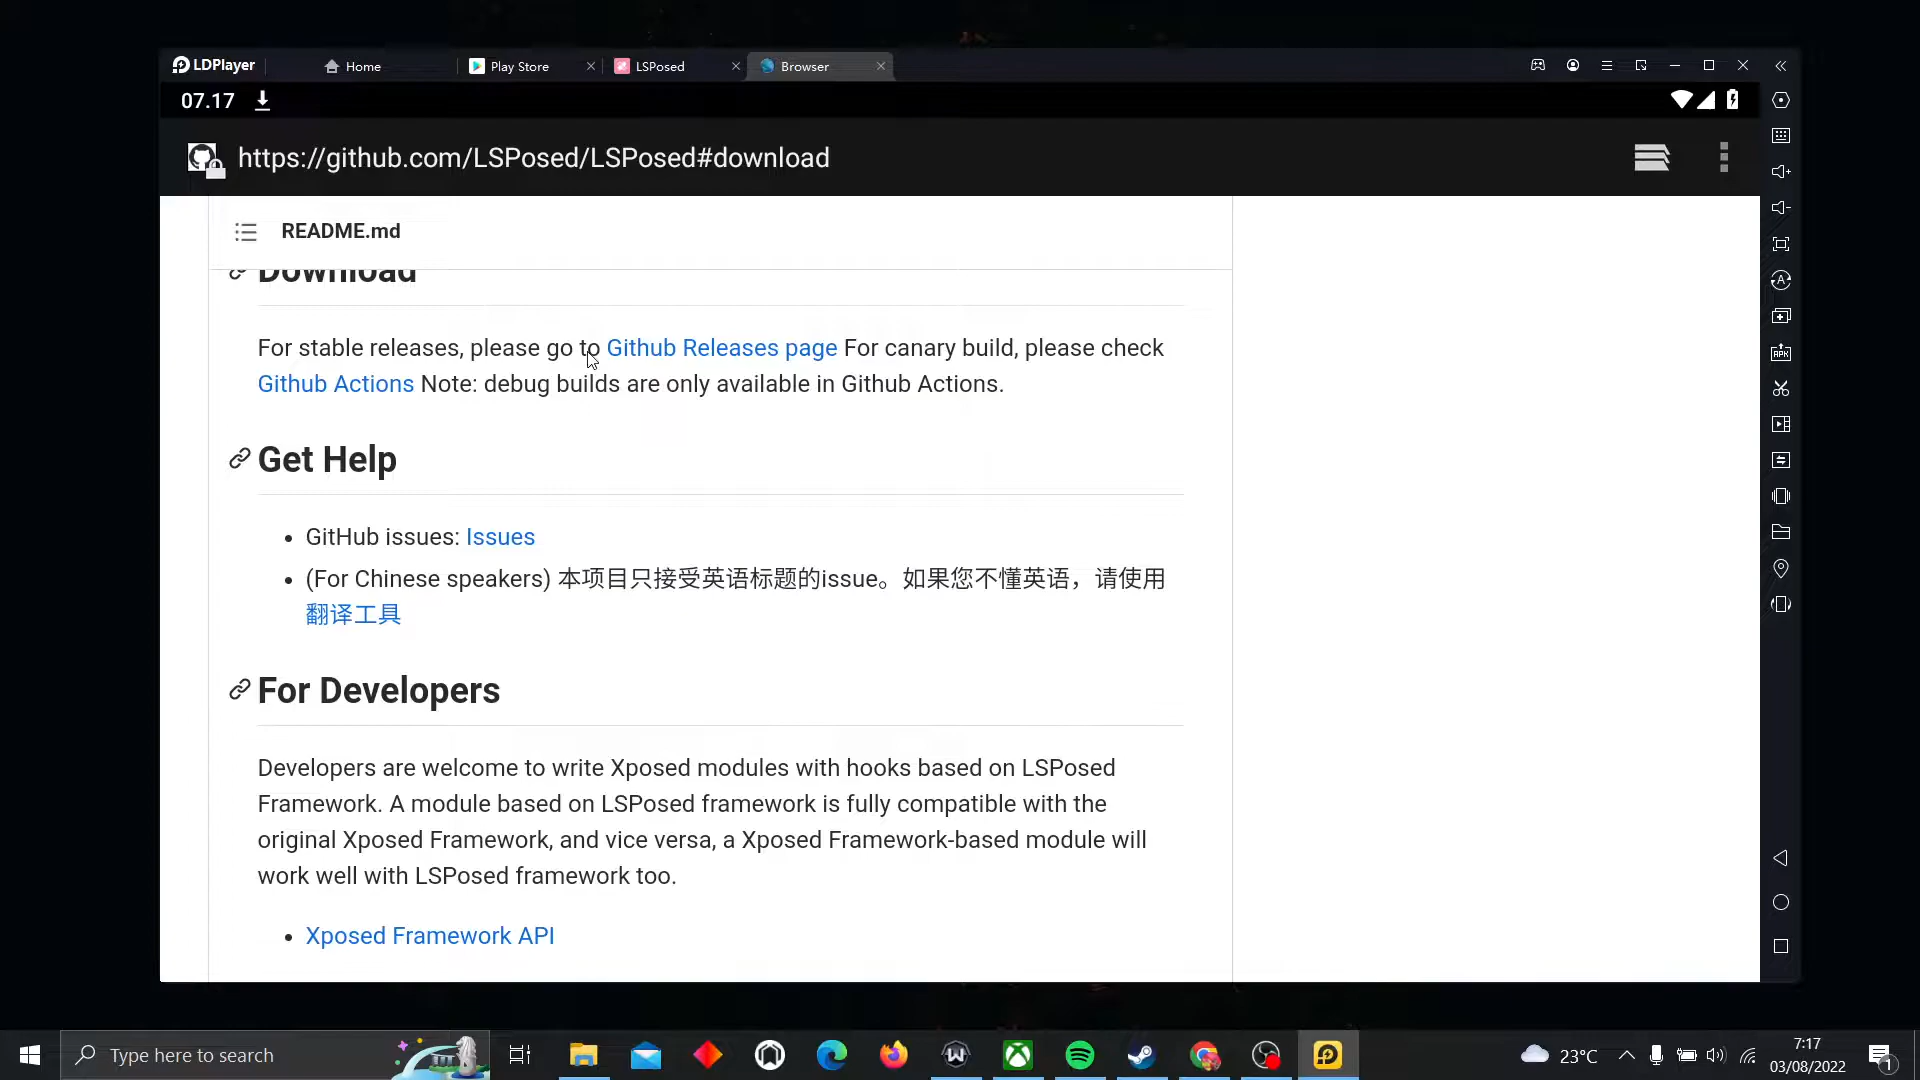 LDPlayer
Home
Play Store
LSPosed
Browser
07.17
https://github.com/LSPosed/LSPosed#download
README.md
Download
For stable releases, please go to Github Releases page For canary build, please check
Github Actions Note: debug builds are only available in Github Actions.
Get Help
GitHub issues: Issues
(For Chinese speakers) 本项目只接受英语标题的issue。如果您不懂英语，请使用
翻译工具
For Developers
Developers are welcome to write Xposed modules with hooks based on LSPosed
Framework. A module based on LSPosed framework is fully compatible with the
original Xposed Framework, and vice versa, a Xposed Framework-based module will
work well with LSPosed framework too.
Xposed Framework API
Type here to search
23°C
7:17
03/08/2022
1